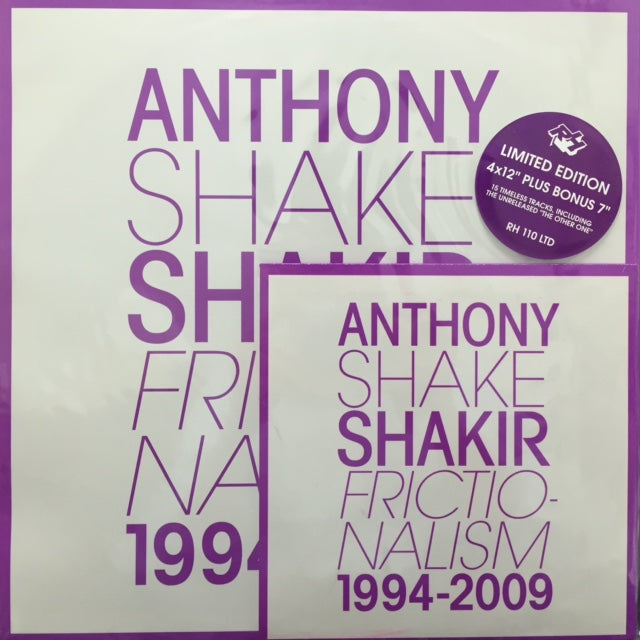 ANTHONY
SHAKE
SHAKIR
FRI
NA
1994
LIMITED EDITION
4x12" PLUS BONUS 7"
15 TIMELESS TRACKS, INCLUDING
THE UNRELEASED "THE OTHER ONE"
RH 110 LTD
ANTHONY
SHAKE
SHAKIR
FRICTIO-
NALISM
1994-2009